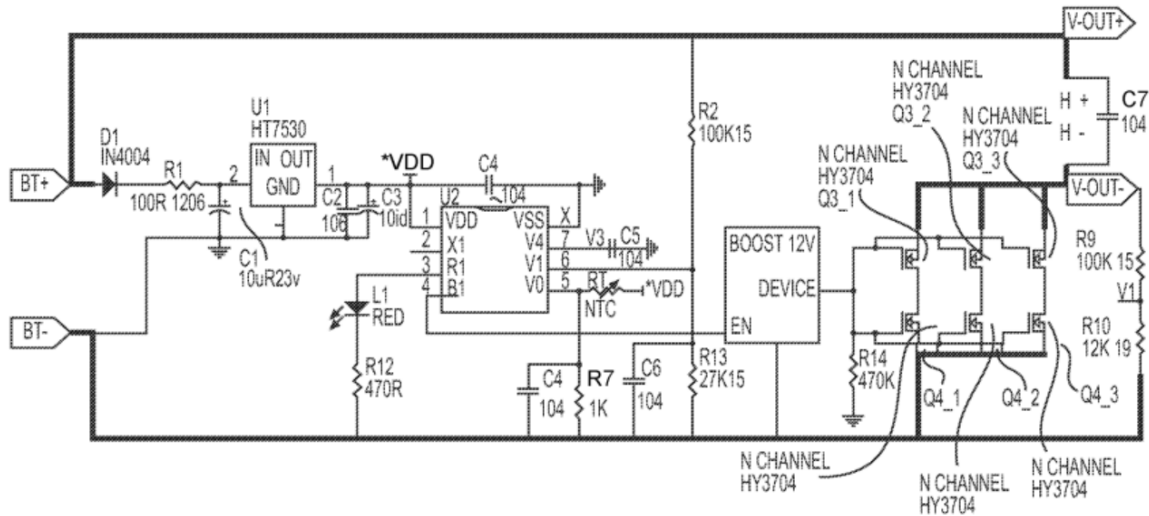 V-OUT+
N CHANNEL
HY3704
Q3_2
H +
H -
C7
104
N CHANNEL
HY3704
Q3_3
R2
100K15
U1
HT7530
IN OUT
GND
2
1
D1
IN4004
R1
100R 1206
BT+
*VDD
C4
104
N CHANNEL
HY3704
Q3_1
V-OUT-
C2
106
C3
10id
U2
1
VDD
VSS
X
2
X1
V4
7
V3
C5
104
3
R1
V1
6
4
B1
V0
5
RT
NTC
*VDD
C1
10uR23v
BOOST 12V
DEVICE
EN
R9
100K 15
V1
R10
12K 19
BT-
L1
RED
R12
470R
C4
104
R7
1K
C6
104
R13
27K15
R14
470K
Q4_1
Q4_2
Q4_3
N CHANNEL
HY3704
N CHANNEL
HY3704
N CHANNEL
HY3704